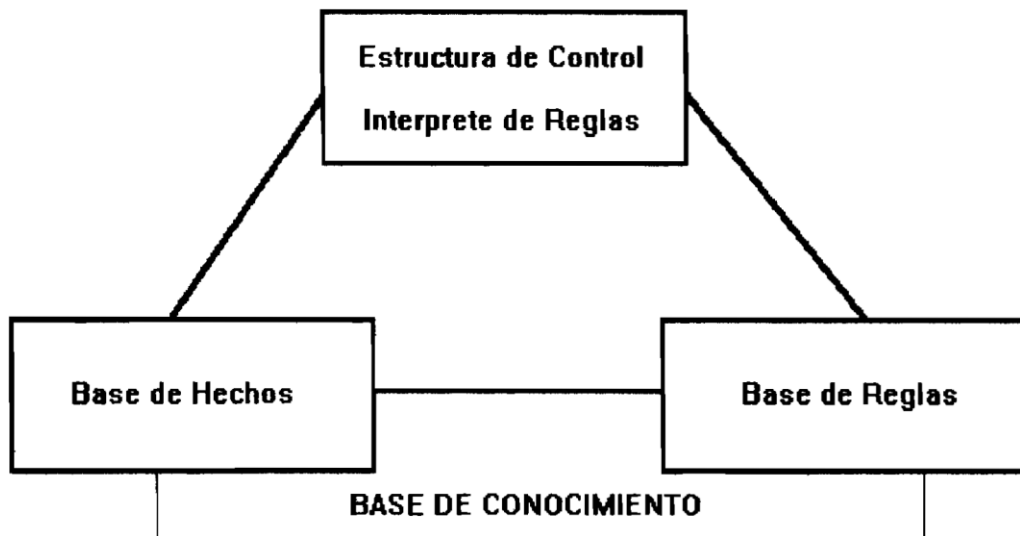 Estructura de Control
Interprete de Reglas
Base de Hechos
Base de Reglas
BASE DE CONOCIMIENTO